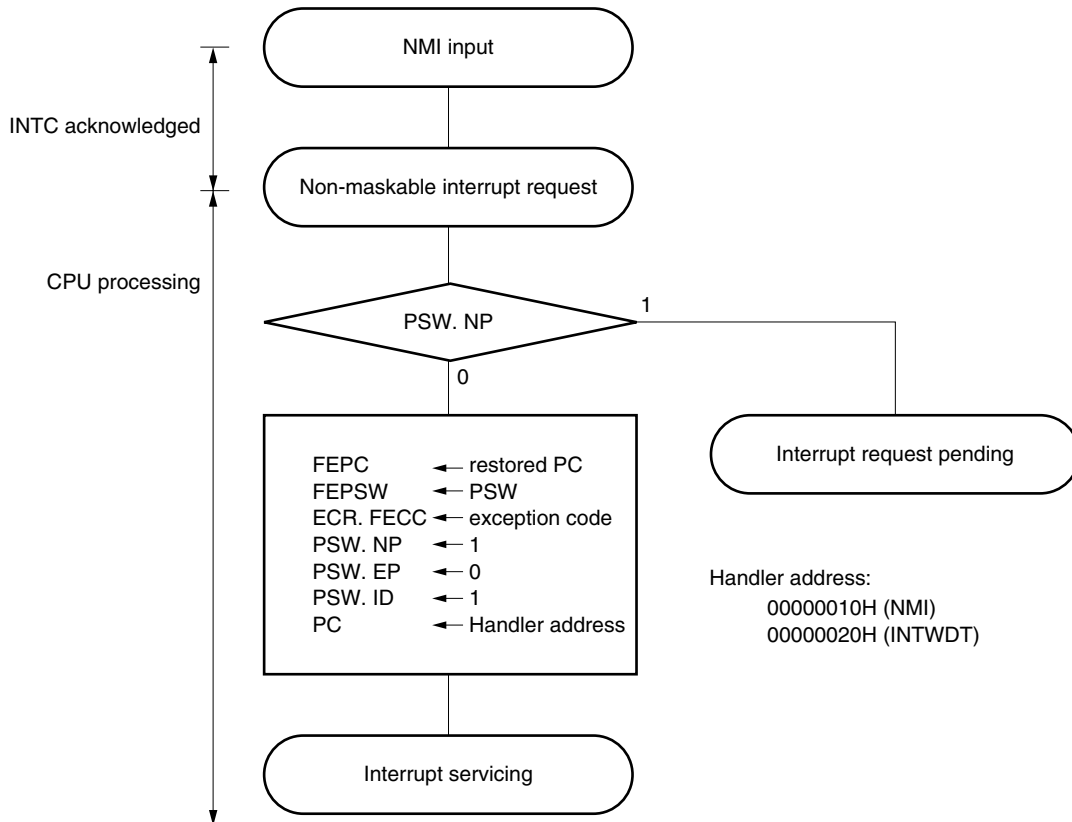 NMI input
INTC acknowledged
Non-maskable interrupt request
CPU processing
PSW. NP
1
0
FEPC ← restored PC
FEPSW ← PSW
ECR. FECC ← exception code
PSW. NP ← 1
PSW. EP ← 0
PSW. ID ← 1
PC ← Handler address
Interrupt request pending
Handler address:
00000010H (NMI)
00000020H (INTWDT)
Interrupt servicing